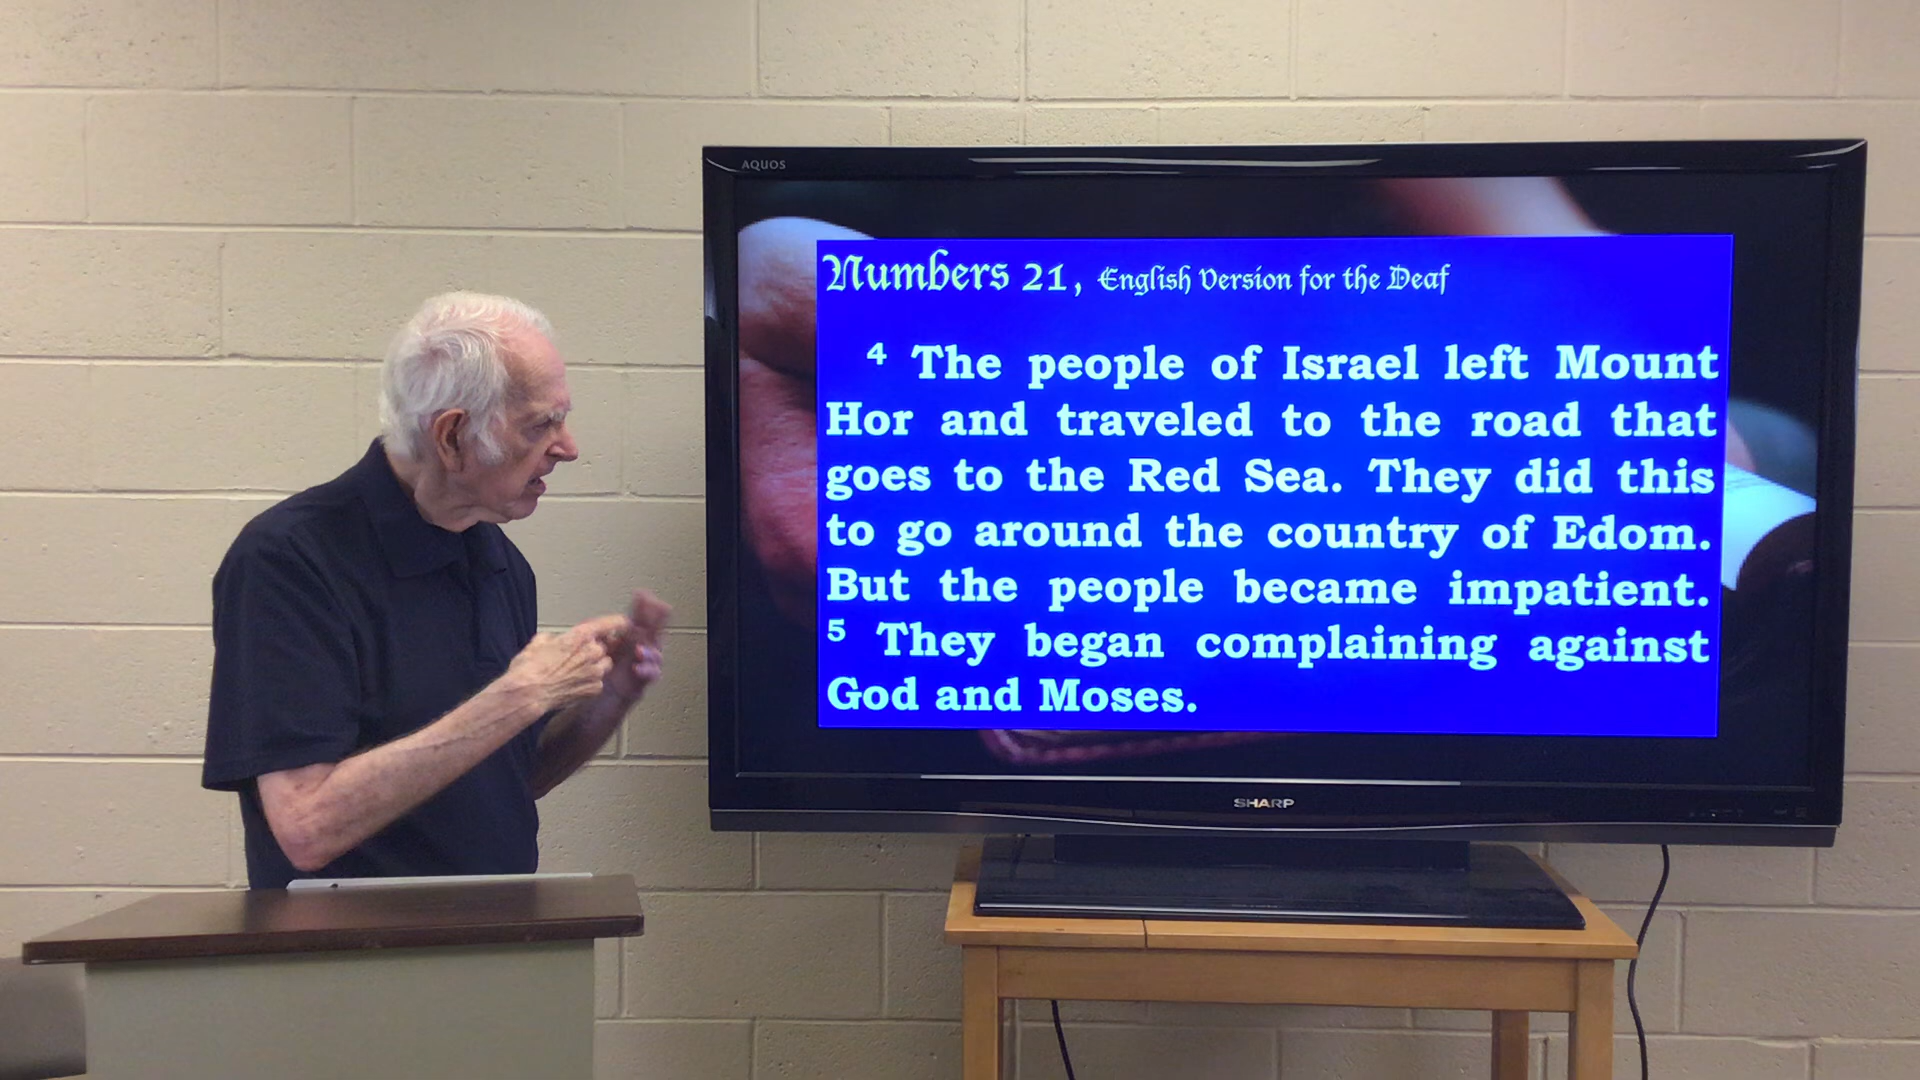 AQUOS
Numbers 21, English Version for the Deaf
4 The people of Israel left Mount
Hor and traveled to the road that
goes to the Red Sea. They did this
to go around the country of Edom.
But the people became impatient.
5 They began complaining against
God and Moses.
SHARP